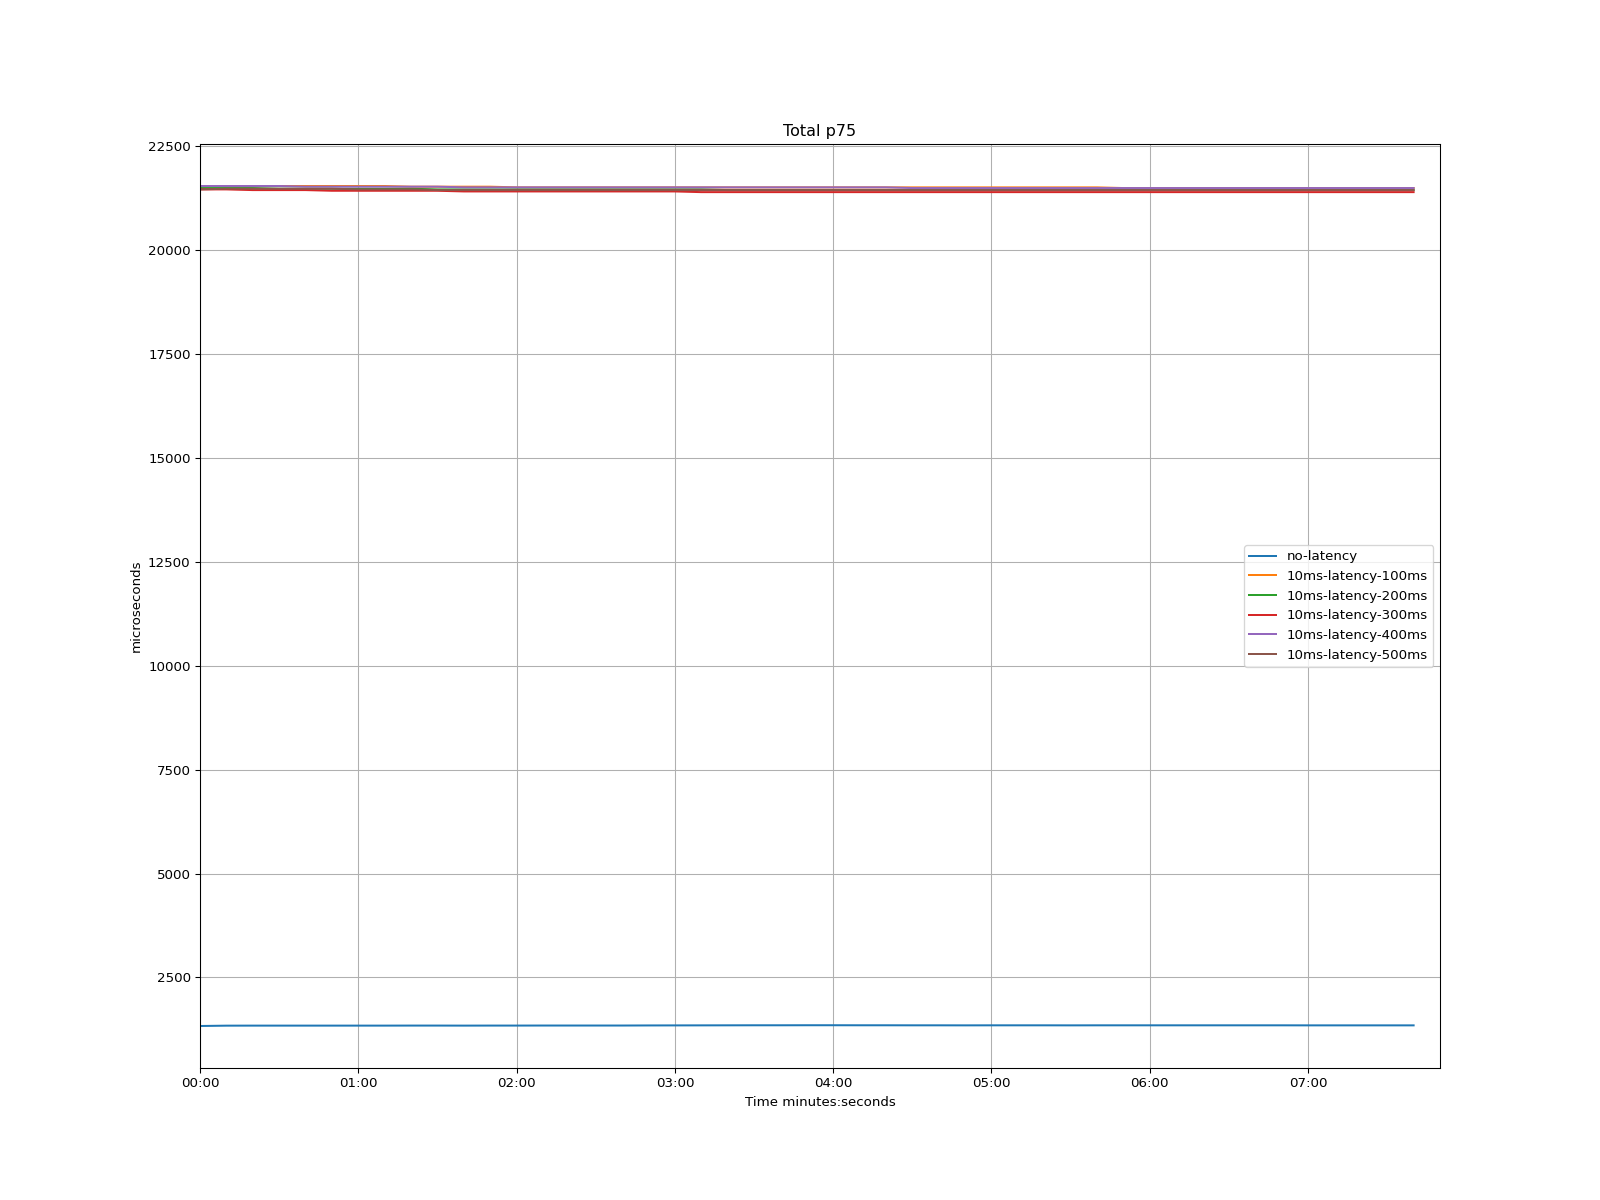 Total p75
22500
20000
17500
15000
12500
10000
7500
5000
2500
microseconds
no-latency
10ms-latency-100ms
10ms-latency-200ms
10ms-latency-300ms
10ms-latency-400ms
10ms-latency-500ms
00:00 01:00 02:00 03:00 04:00 05:00 06:00 07:00
Time minutes:seconds